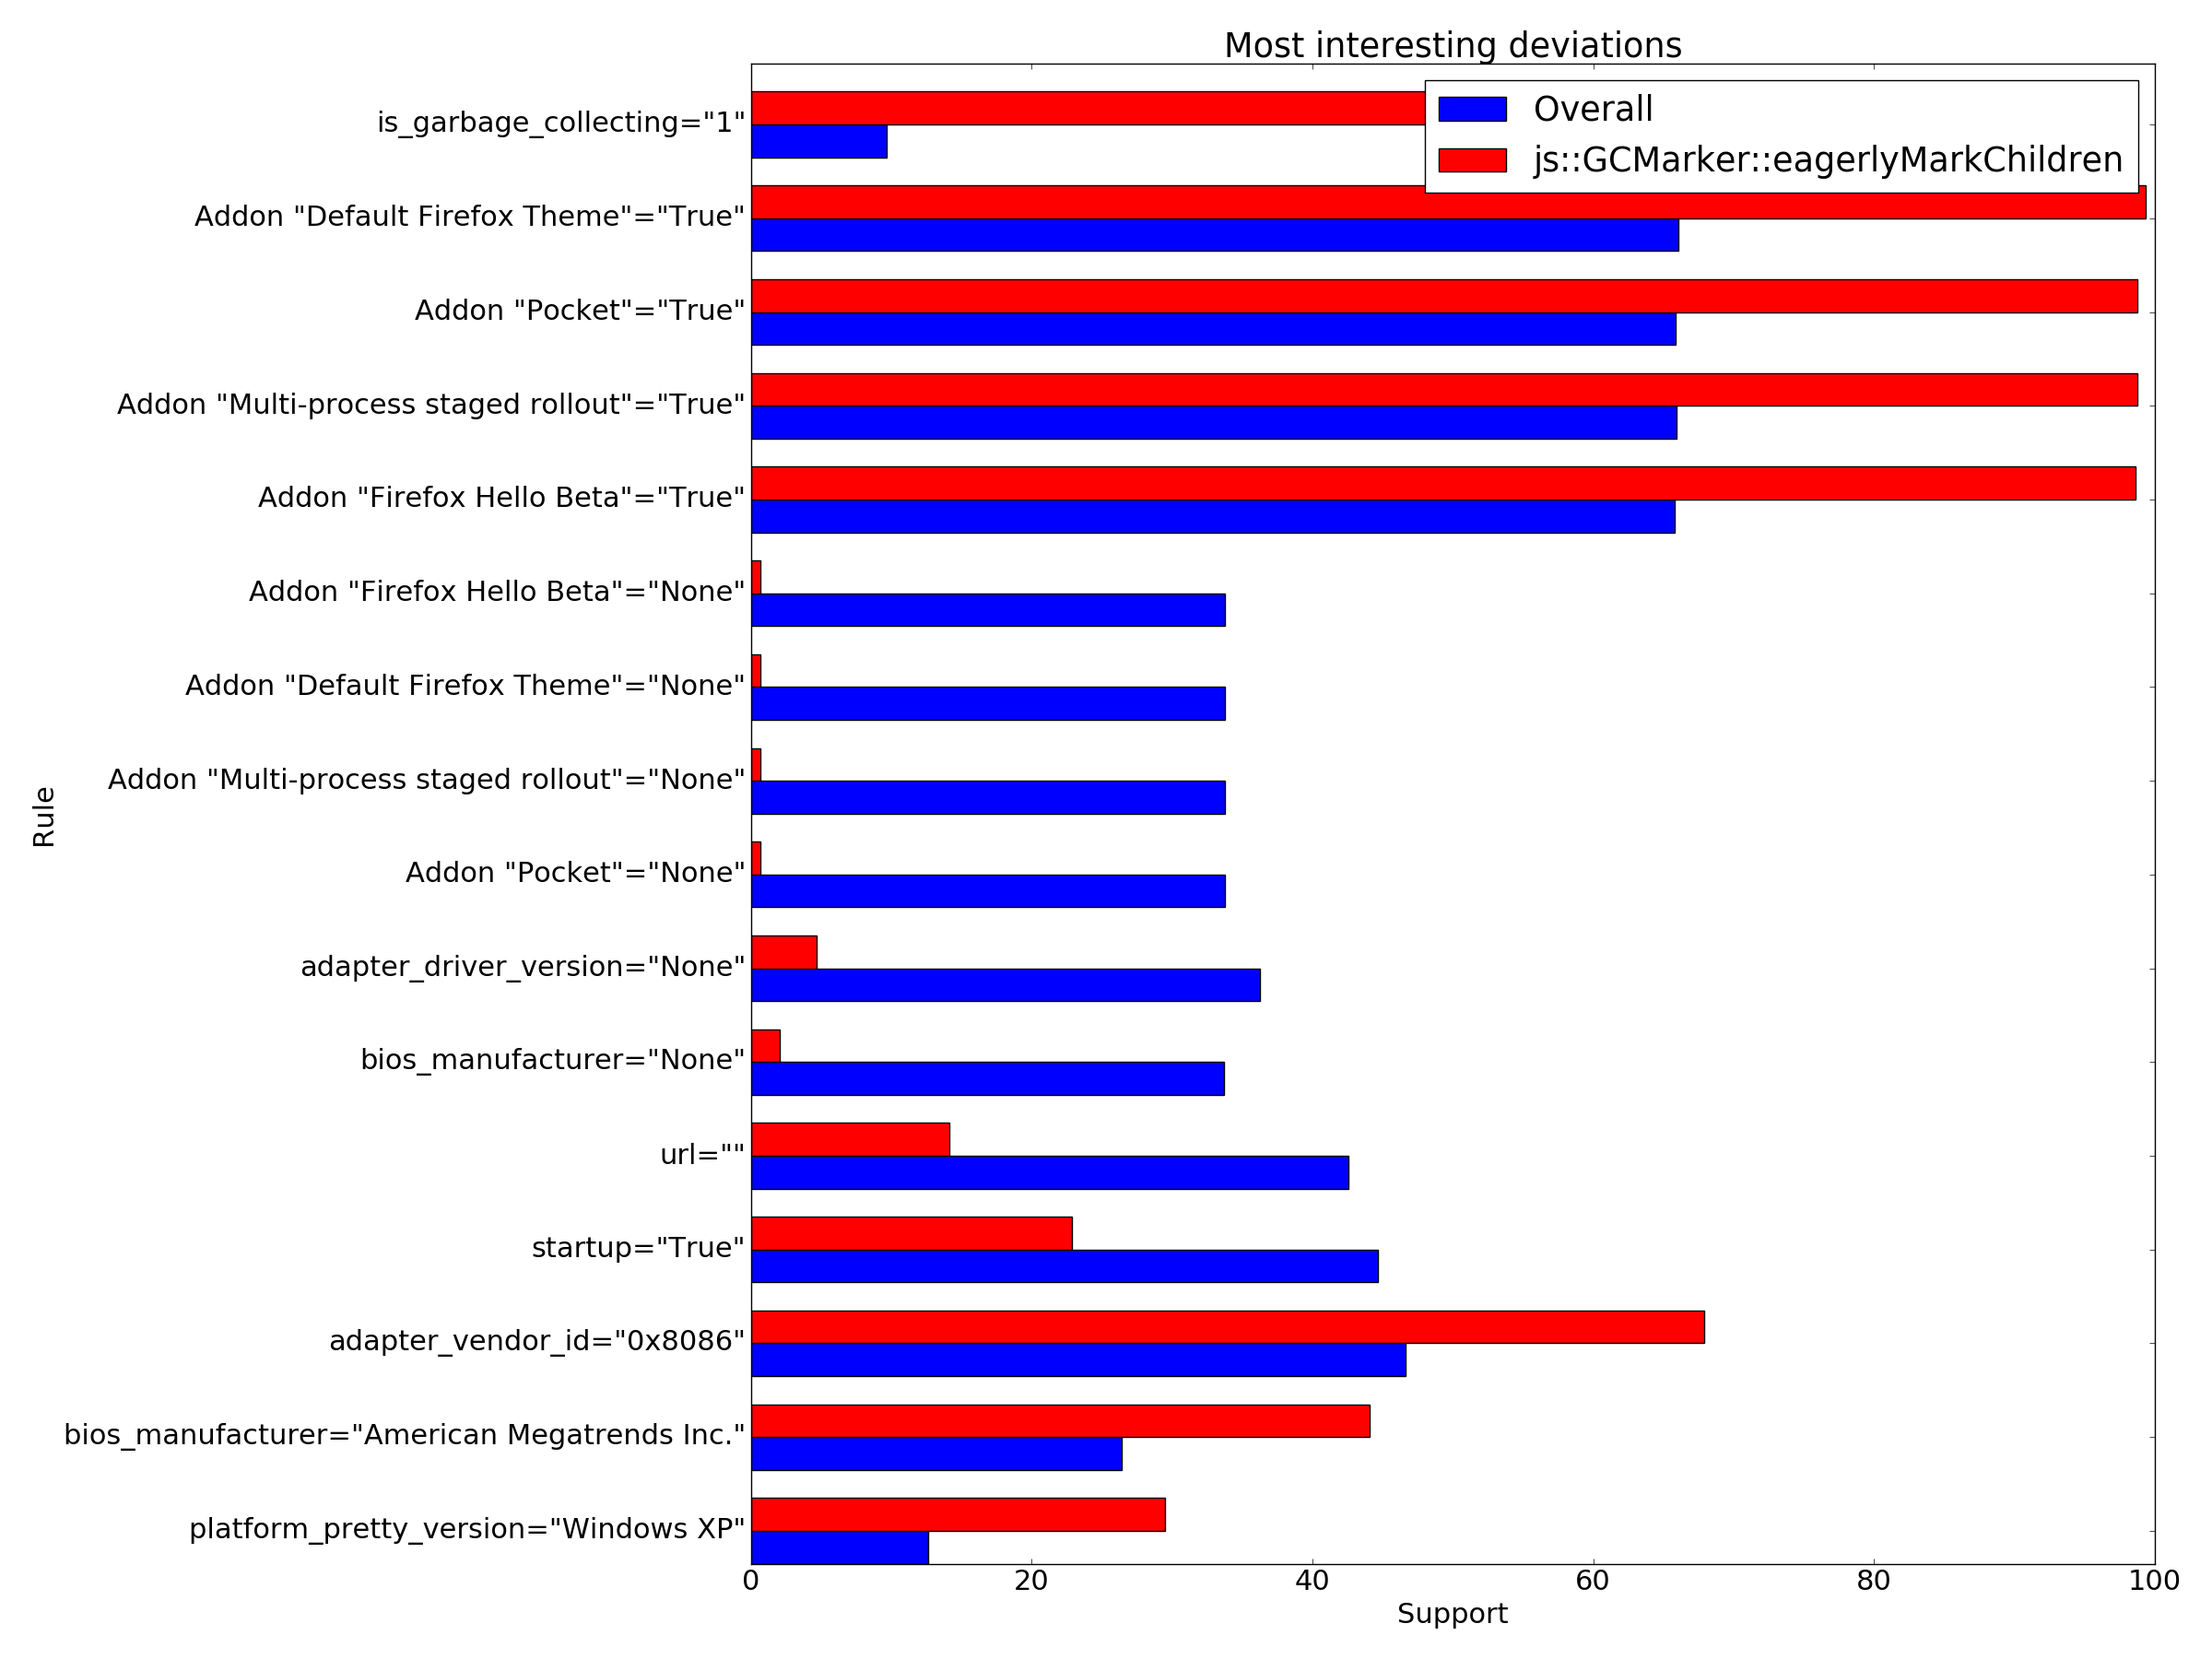 Most interesting deviations
Overall
js::GCMarker::eagerlyMarkChildren
is_garbage_collecting="1"
Addon "Default Firefox Theme"="True"
Addon "Pocket"="True"
Addon "Multi-process staged rollout"="True"
Addon "Firefox Hello Beta"="True"
Addon "Firefox Hello Beta"="None"
Addon "Default Firefox Theme"="None"
Addon "Multi-process staged rollout"="None"
Addon "Pocket"="None"
adapter_driver_version="None"
bios_manufacturer="None"
url=""
startup="True"
adapter_vendor_id="0x8086"
bios_manufacturer="American Megatrends Inc."
platform_pretty_version="Windows XP"
Rule
0 20 40 60 80 100
Support